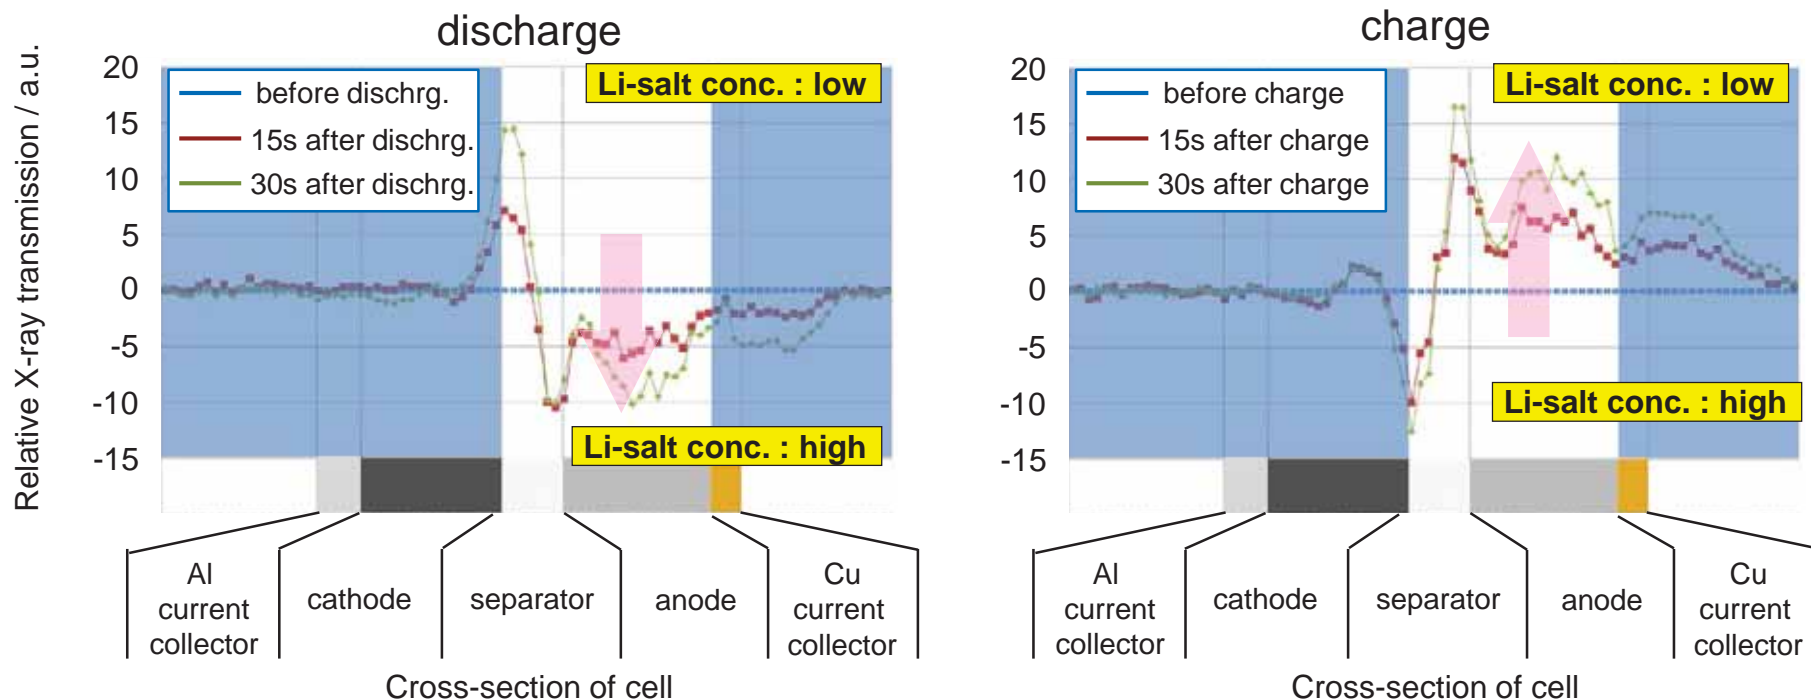 discharge
Relative X-ray transmission / a.u.
20
15
10
5
0
-5
-10
-15
before dischrg.
15s after dischrg.
30s after dischrg.
Li-salt conc. : low
Li-salt conc. : high
Al
current
collector
cathode
separator
anode
Cu
current
collector
Cross-section of cell
charge
20
15
10
5
0
-5
-10
-15
before charge
15s after charge
30s after charge
Li-salt conc. : low
Li-salt conc. : high
Al
current
collector
cathode
separator
anode
Cu
current
collector
Cross-section of cell